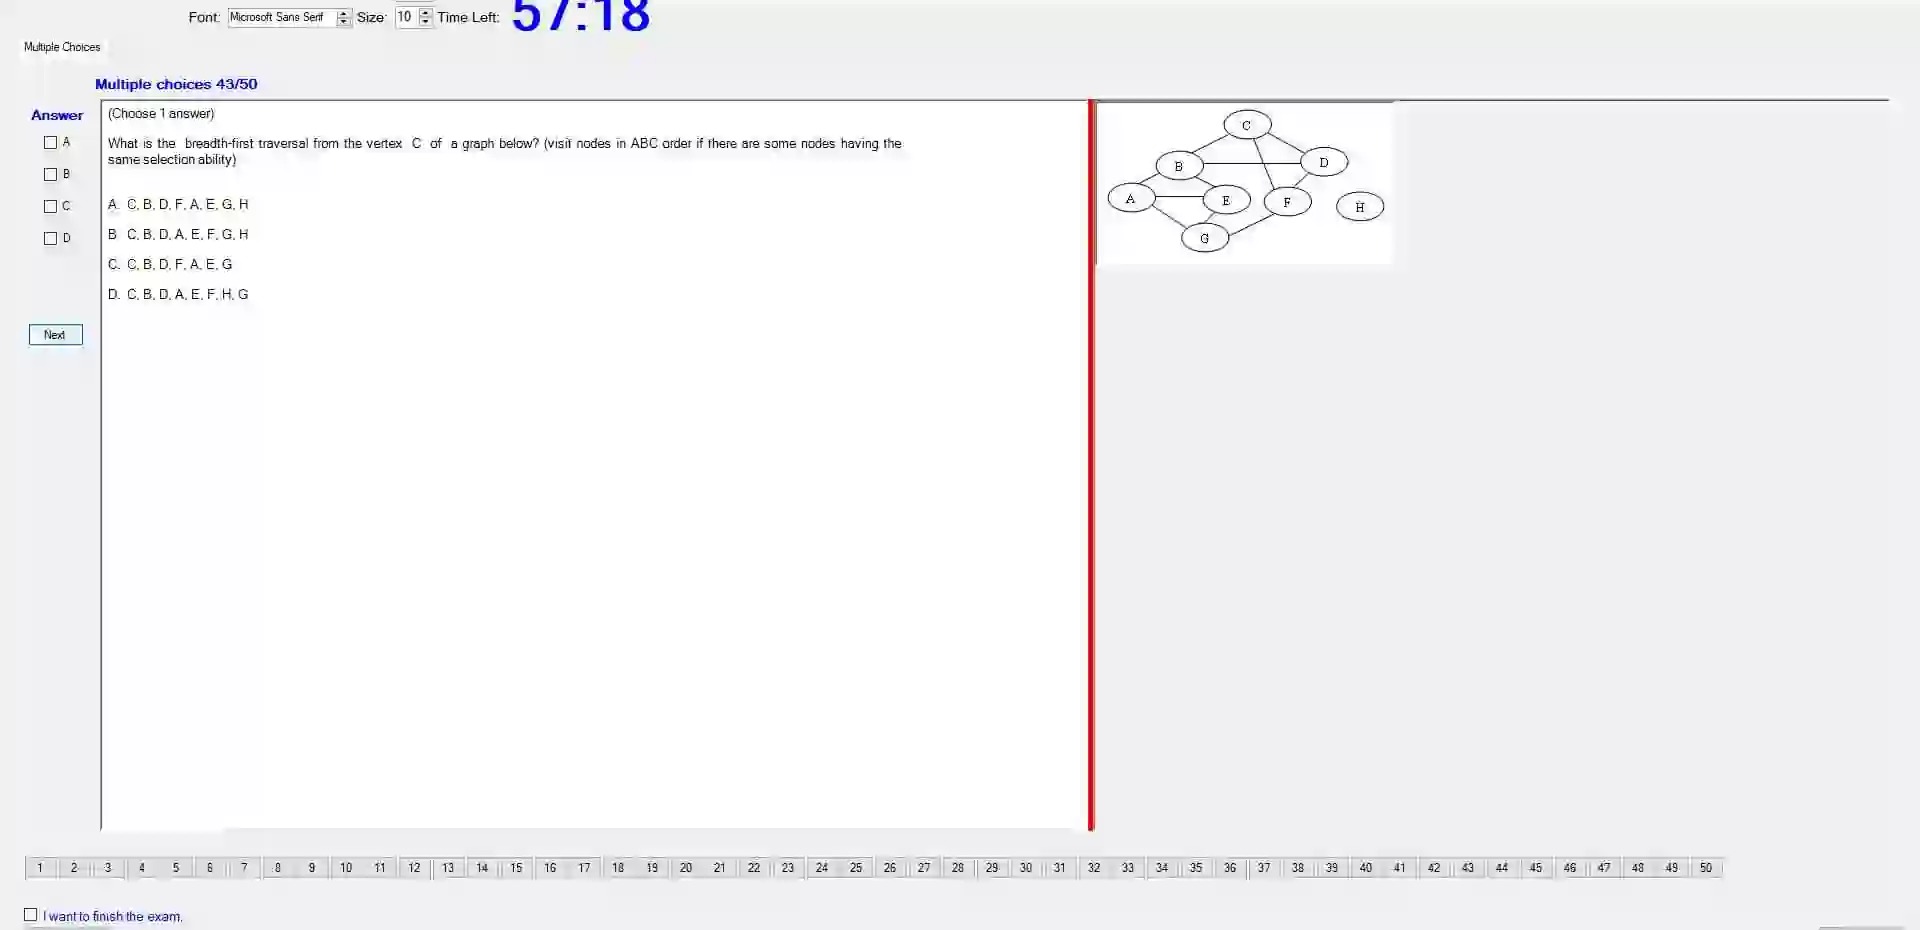 Font: Microsoft Sans Serif Size: 10 Time Left: 57:18
Multiple Choices
Multiple choices 43/50
Answer
A
B
C
D
Next
(Choose 1 answer)
What is the breadth-first traversal from the vertex C of a graph below? (visit nodes in ABC order if there are some nodes having the
same selection ability)
A. C, B, D, F, A, E, G, H
B C, B, D, A, E, F, G, H
C. C, B, D, F, A, E, G
D. C, B, D, A, E, F, H, G
C
B
D
A
E
F
H
G
1 2 3 4 5 6 7 8 9 10 11 12 13 14 15 16 17 18 19 20 21 22 23 24 25 26 27 28 29 30 31 32 33 34 35 36 37 38 39 40 41 42 43 44 45 46 47 48 49 50
I want to finish the exam.